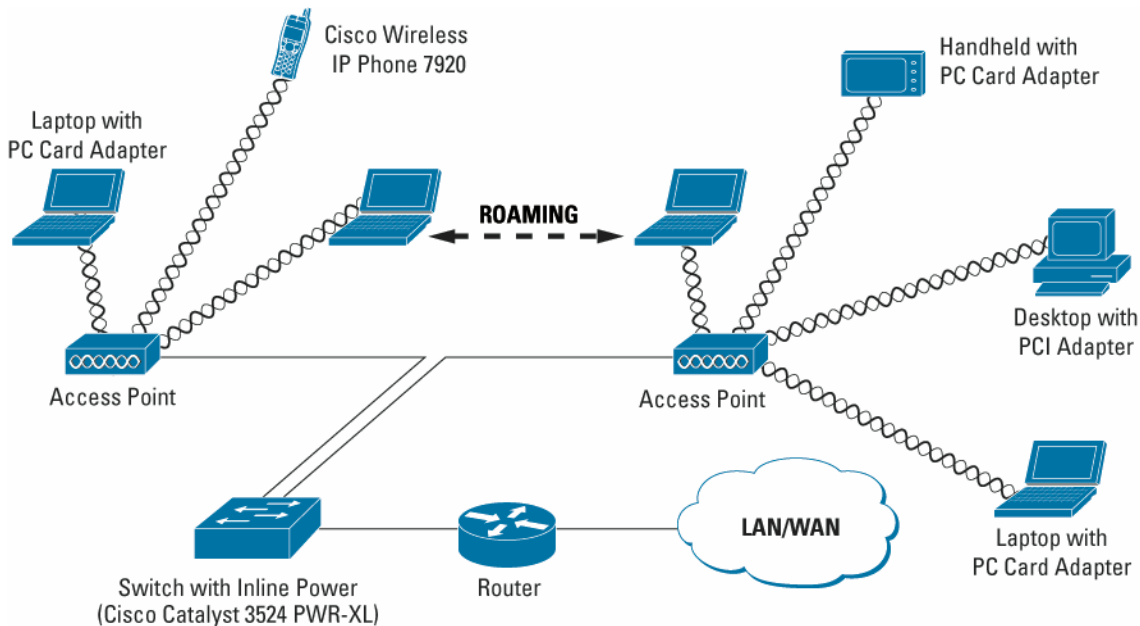 Cisco Wireless
IP Phone 7920
Handheld with
PC Card Adapter
Laptop with
PC Card Adapter
ROAMING
Desktop with
PCI Adapter
Access Point
Access Point
LAN/WAN
Laptop with
PC Card Adapter
Switch with Inline Power
(Cisco Catalyst 3524 PWR-XL)
Router